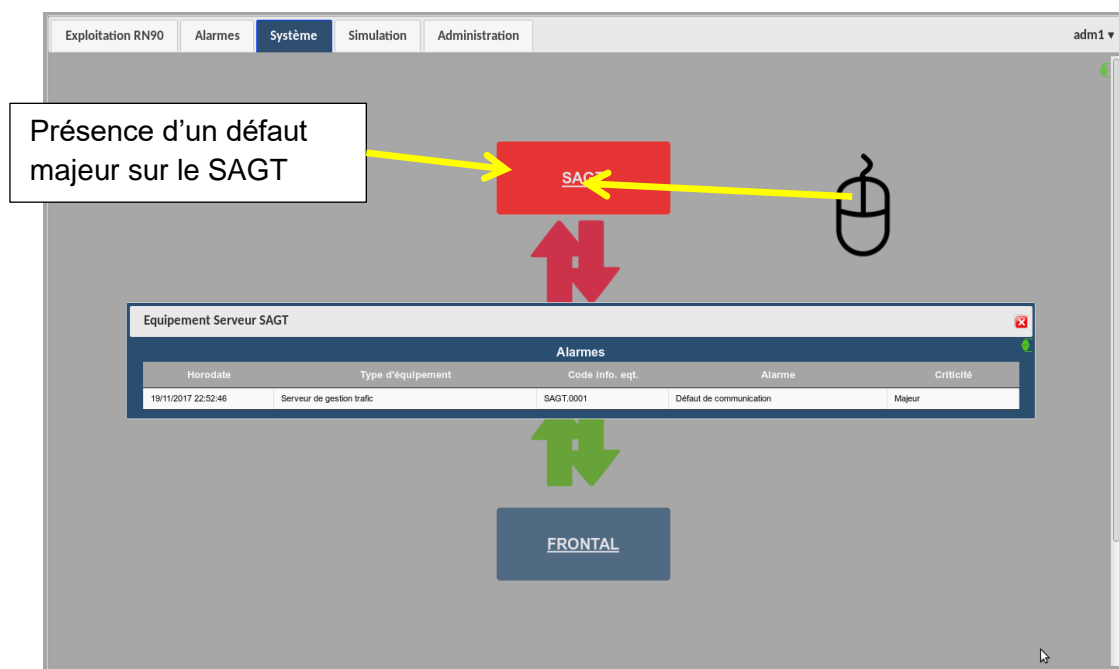 Exploitation RN90 Alarmes Système Simulation Administration adm1 ▾
Présence d’un défaut
majeur sur le SAGT
SAGT
Equipement Serveur SAGT
Alarmes
Horodate Type d'équipement Code info. eqt. Alarme Criticité
19/11/2017 22:52:46 Serveur de gestion trafic SAGT.0001 Défaut de communication Majeur
FRONTAL